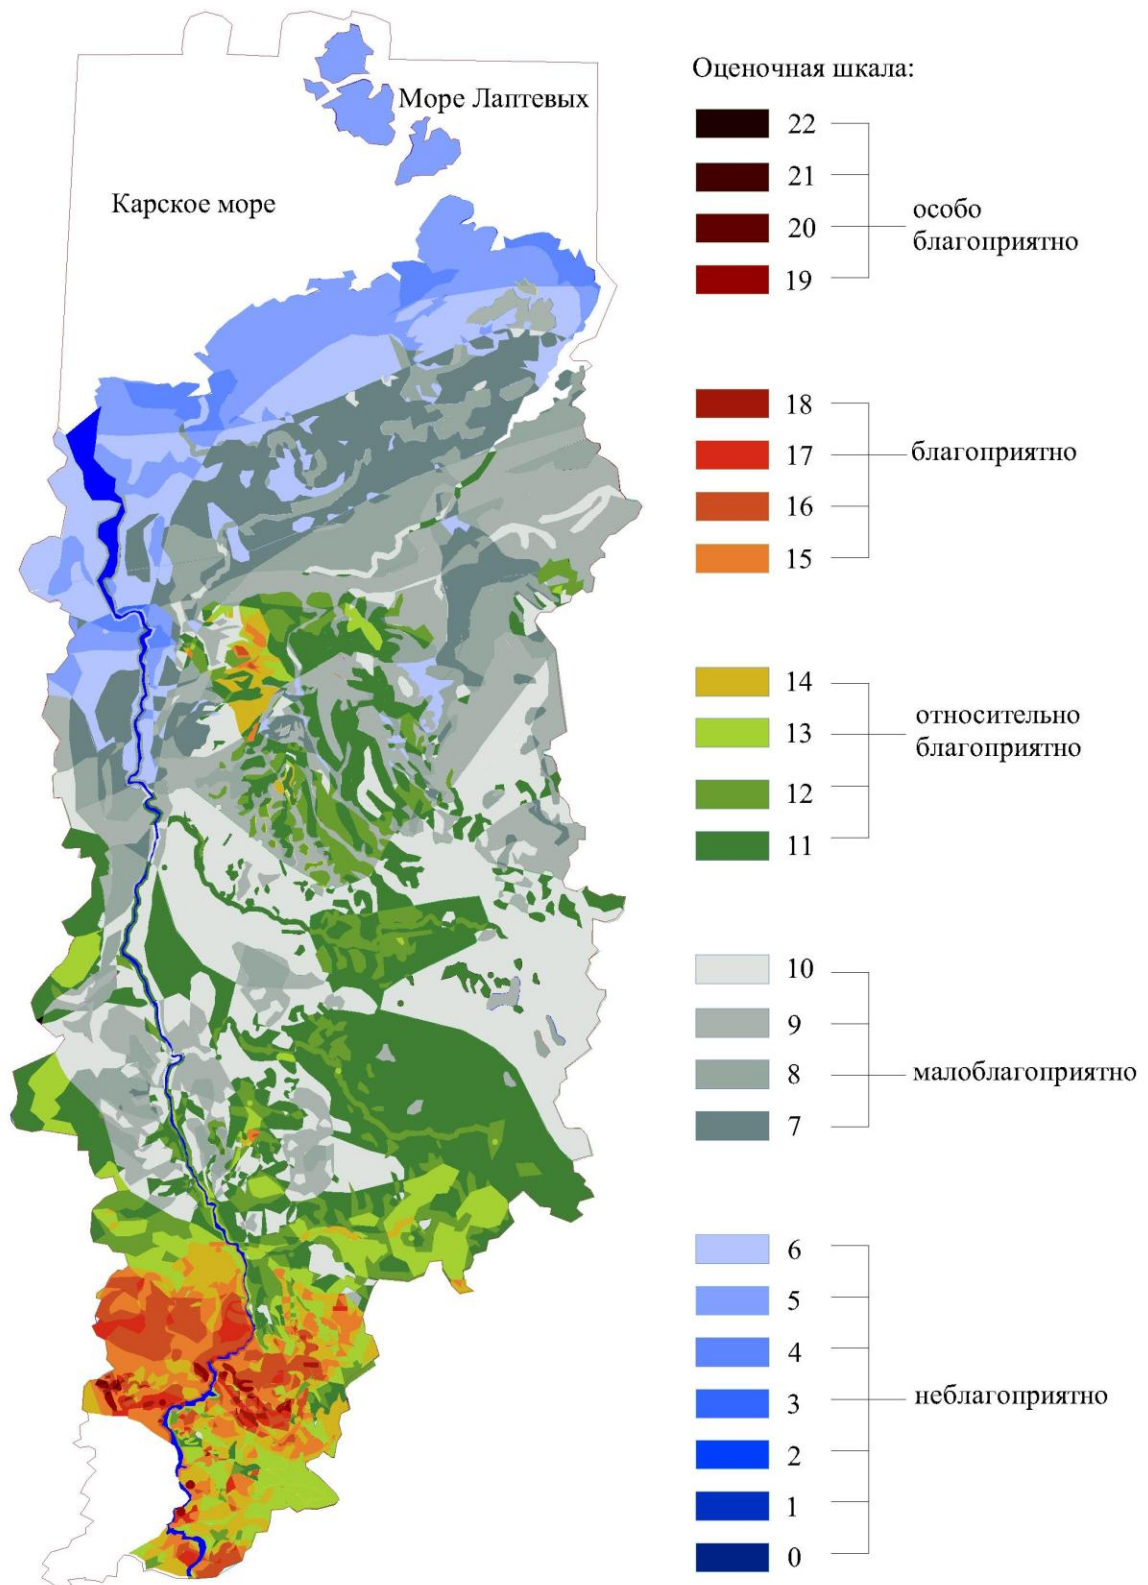 Оценочная шкала:
Море Лаптевых
Карское море
22
21
20
19
особо
благоприятно
18
17
16
15
благоприятно
14
13
12
11
относительно
благоприятно
10
9
8
7
малоблагоприятно
6
5
4
3
2
1
0
неблагоприятно